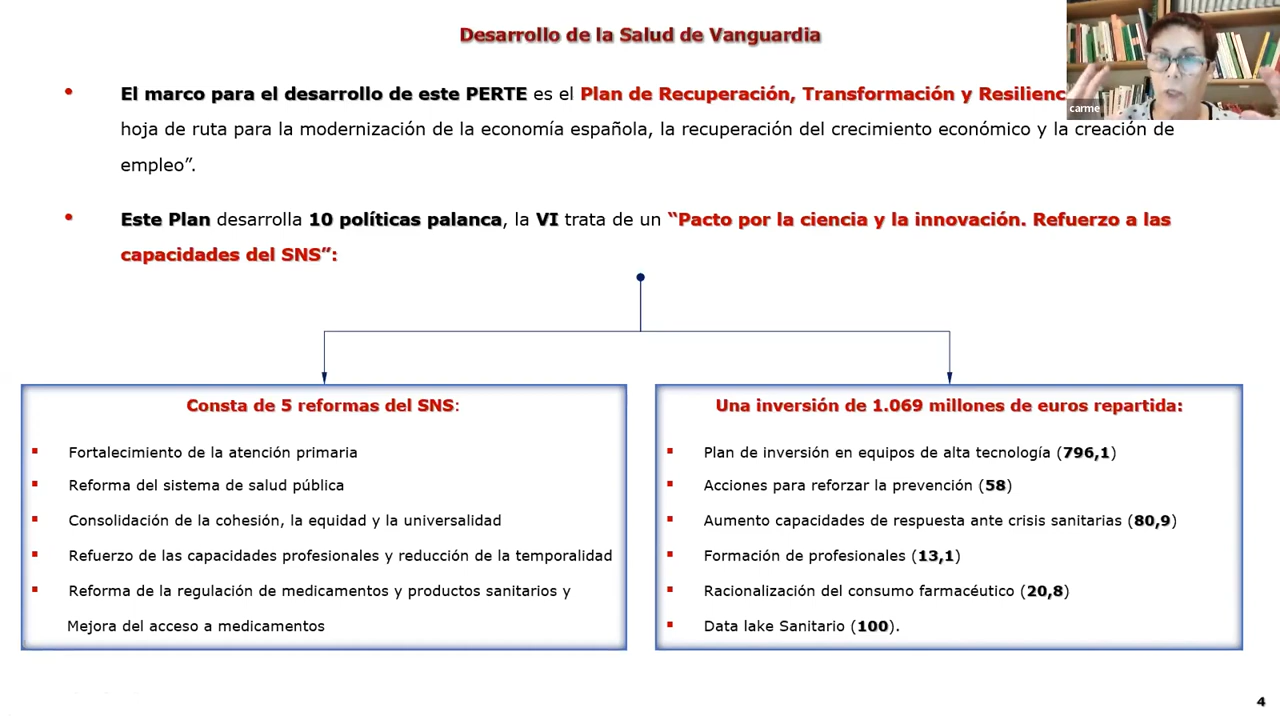 Desarrollo de la Salud de Vanguardia
carme
• El marco para el desarrollo de este PERTE es el Plan de Recuperación, Transformación y
hoja de ruta para la modernización de la economía española, la recuperación del crecimiento económico y la creación de
empleo”.
• Este Plan desarrolla 10 políticas palanca, la VI trata de un “Pacto por la ciencia y la innovación. Refuerzo a las
capacidades del SNS”:
Consta de 5 reformas del SNS:
▪ Fortalecimiento de la atención primaria
▪ Reforma del sistema de salud pública
▪ Consolidación de la cohesión, la equidad y la universalidad
▪ Refuerzo de las capacidades profesionales y reducción de la temporalidad
▪ Reforma de la regulación de medicamentos y productos sanitarios y
Mejora del acceso a medicamentos
Una inversión de 1.069 millones de euros repartida:
▪ Plan de inversión en equipos de alta tecnología (796,1)
▪ Acciones para reforzar la prevención (58)
▪ Aumento capacidades de respuesta ante crisis sanitarias (80,9)
▪ Formación de profesionales (13,1)
▪ Racionalización del consumo farmacéutico (20,8)
▪ Data lake Sanitario (100).
4